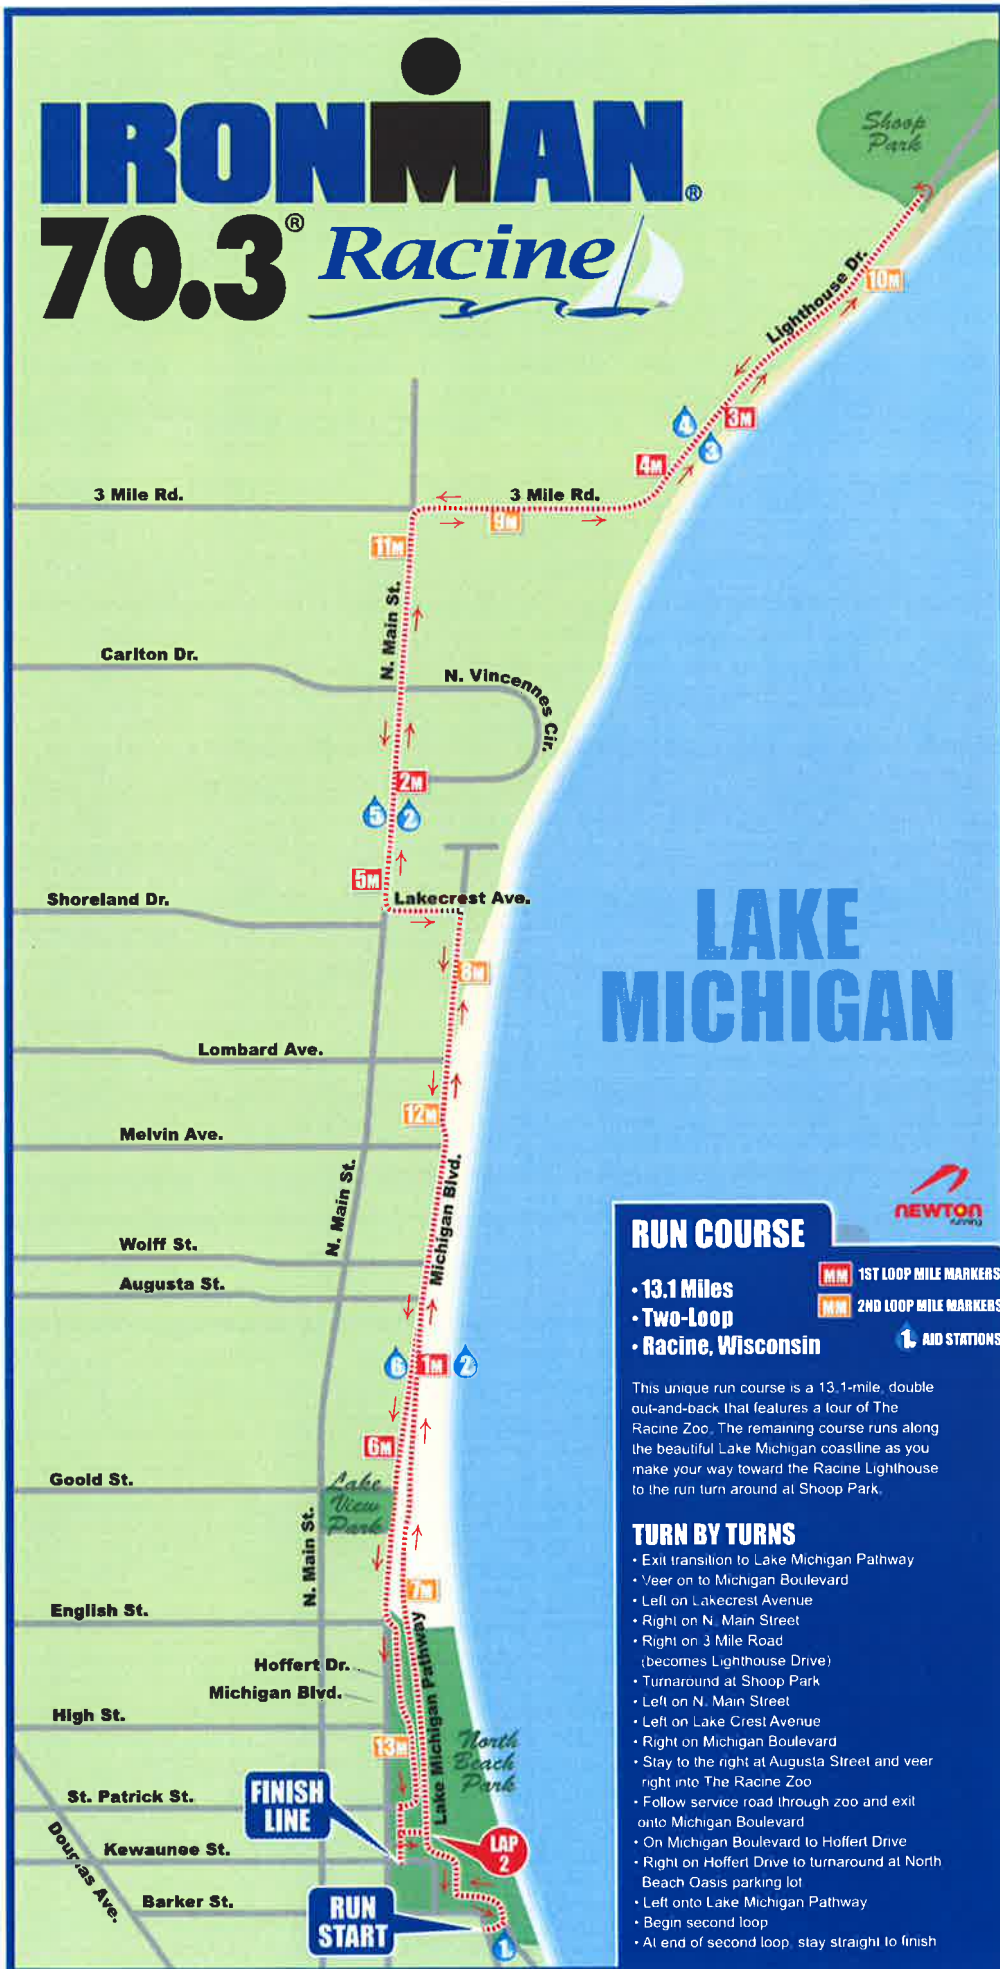 IRONMAN®
70.3® Racine
Shoop
Park
Lighthouse Dr.
10M
3M
4
3
4M
3 Mile Rd.
3 Mile Rd.
9M
11M
N. Main St.
Carlton Dr.
N. Vincennes Cir.
2M
5
2
5M
Shoreland Dr.
Lakecrest Ave.
LAKE
MICHIGAN
8M
Lombard Ave.
12M
Melvin Ave.
N. Main St.
Michigan Blvd.
Wolff St.
Augusta St.
6
1M
2
6M
Goold St.
Lake
View
Park
N. Main St.
7M
English St.
Hoffert Dr.
Michigan Blvd.
Lake Michigan Pathway
High St.
13M
North
Beach
Park
FINISH
LINE
St. Patrick St.
Kewaunee St.
LAP
2
Douglas Ave.
Barker St.
RUN
START
1
NEWTON
running
RUN COURSE
• 13.1 Miles
• Two-Loop
• Racine, Wisconsin
MM 1ST LOOP MILE MARKERS
MM 2ND LOOP MILE MARKERS
1 AID STATIONS
This unique run course is a 13.1-mile, double
out-and-back that features a tour of The
Racine Zoo. The remaining course runs along
the beautiful Lake Michigan coastline as you
make your way toward the Racine Lighthouse
to the run turn around at Shoop Park.
TURN BY TURNS
• Exit transition to Lake Michigan Pathway
• Veer on to Michigan Boulevard
• Left on Lakecrest Avenue
• Right on N. Main Street
• Right on 3 Mile Road
(becomes Lighthouse Drive)
• Turnaround at Shoop Park
• Left on N. Main Street
• Left on Lake Crest Avenue
• Right on Michigan Boulevard
• Stay to the right at Augusta Street and veer
right into The Racine Zoo
• Follow service road through zoo and exit
onto Michigan Boulevard
• On Michigan Boulevard to Hoffert Drive
• Right on Hoffert Drive to turnaround at North
Beach Oasis parking lot
• Left onto Lake Michigan Pathway
• Begin second loop
• At end of second loop, stay straight to finish